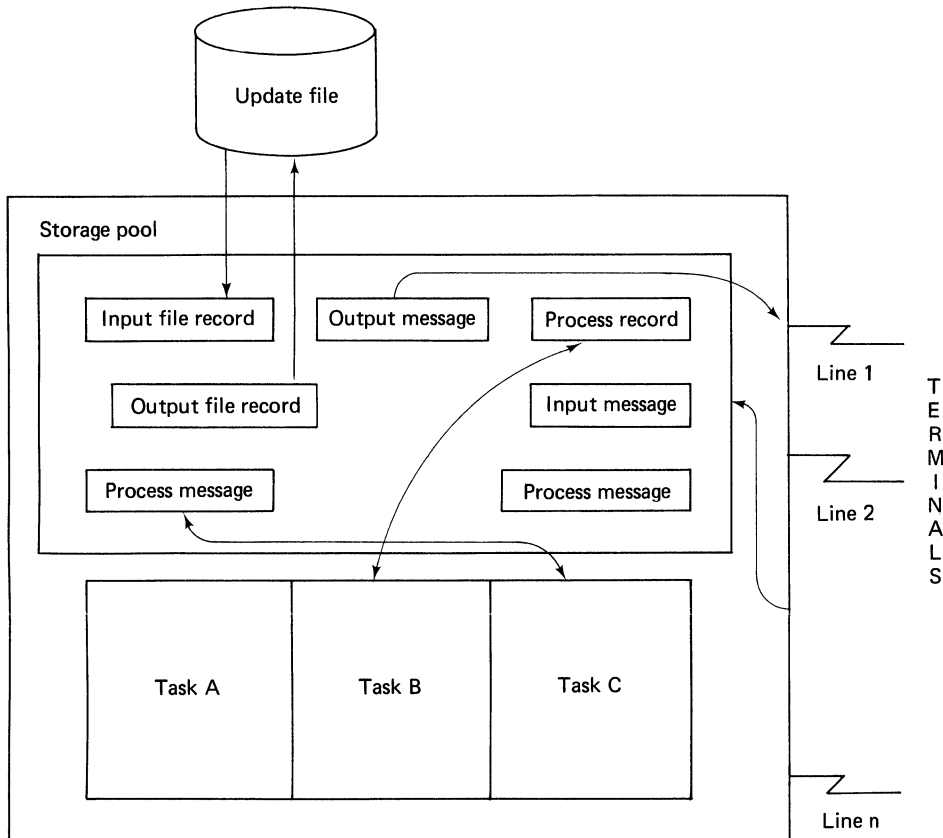 Update file
Storage pool
Input file record
Output message
Process record
Line 1
Output file record
Input message
TERMINALS
Process message
Process message
Line 2
Task A
Task B
Task C
Line n